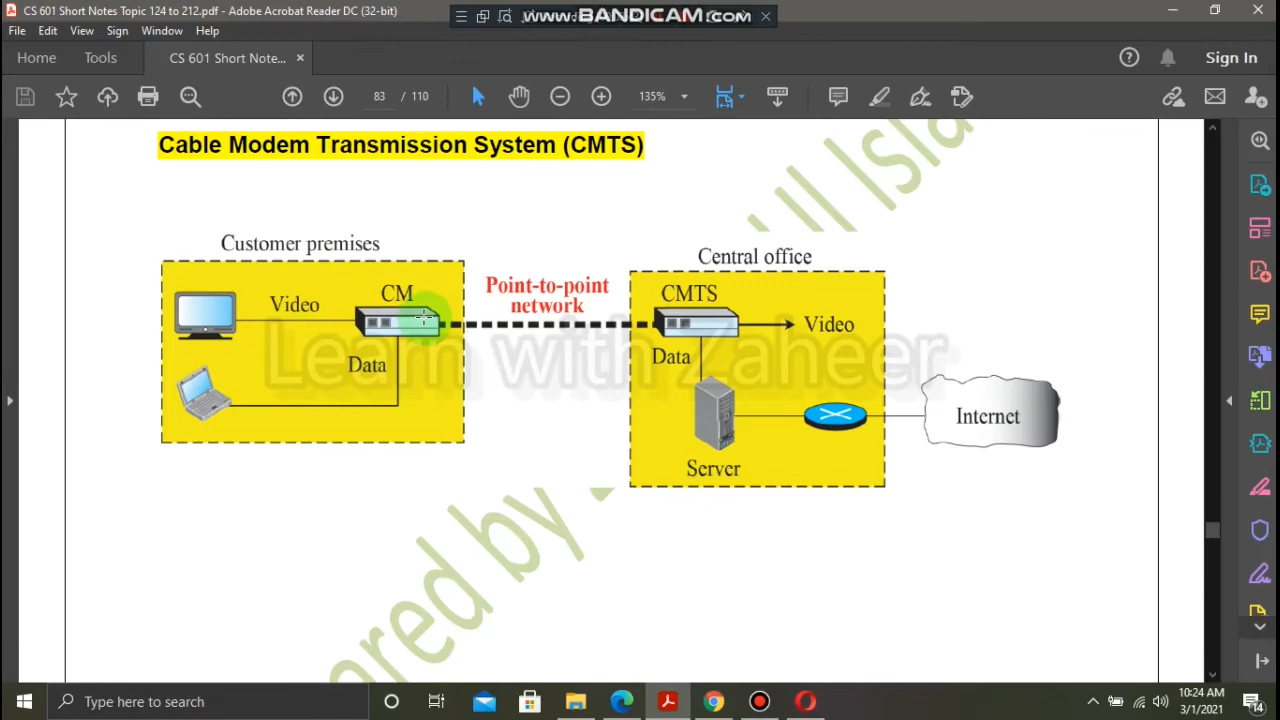 CS 601 Short Notes Topic 124 to 212.pdf - Adobe Acrobat Reader DC (32-bit)
www.BANDICAM.com
File Edit View Sign Window Help
Home Tools CS 601 Short Note... × Sign In
83 / 110 135%
Cable Modem Transmission System (CMTS)
Customer premises
Central office
CM
Point-to-point
network
CMTS
Video
Video
Data
Data
Learn with Zaheer
Internet
Server
Type here to search
10:24 AM
3/1/2021
14